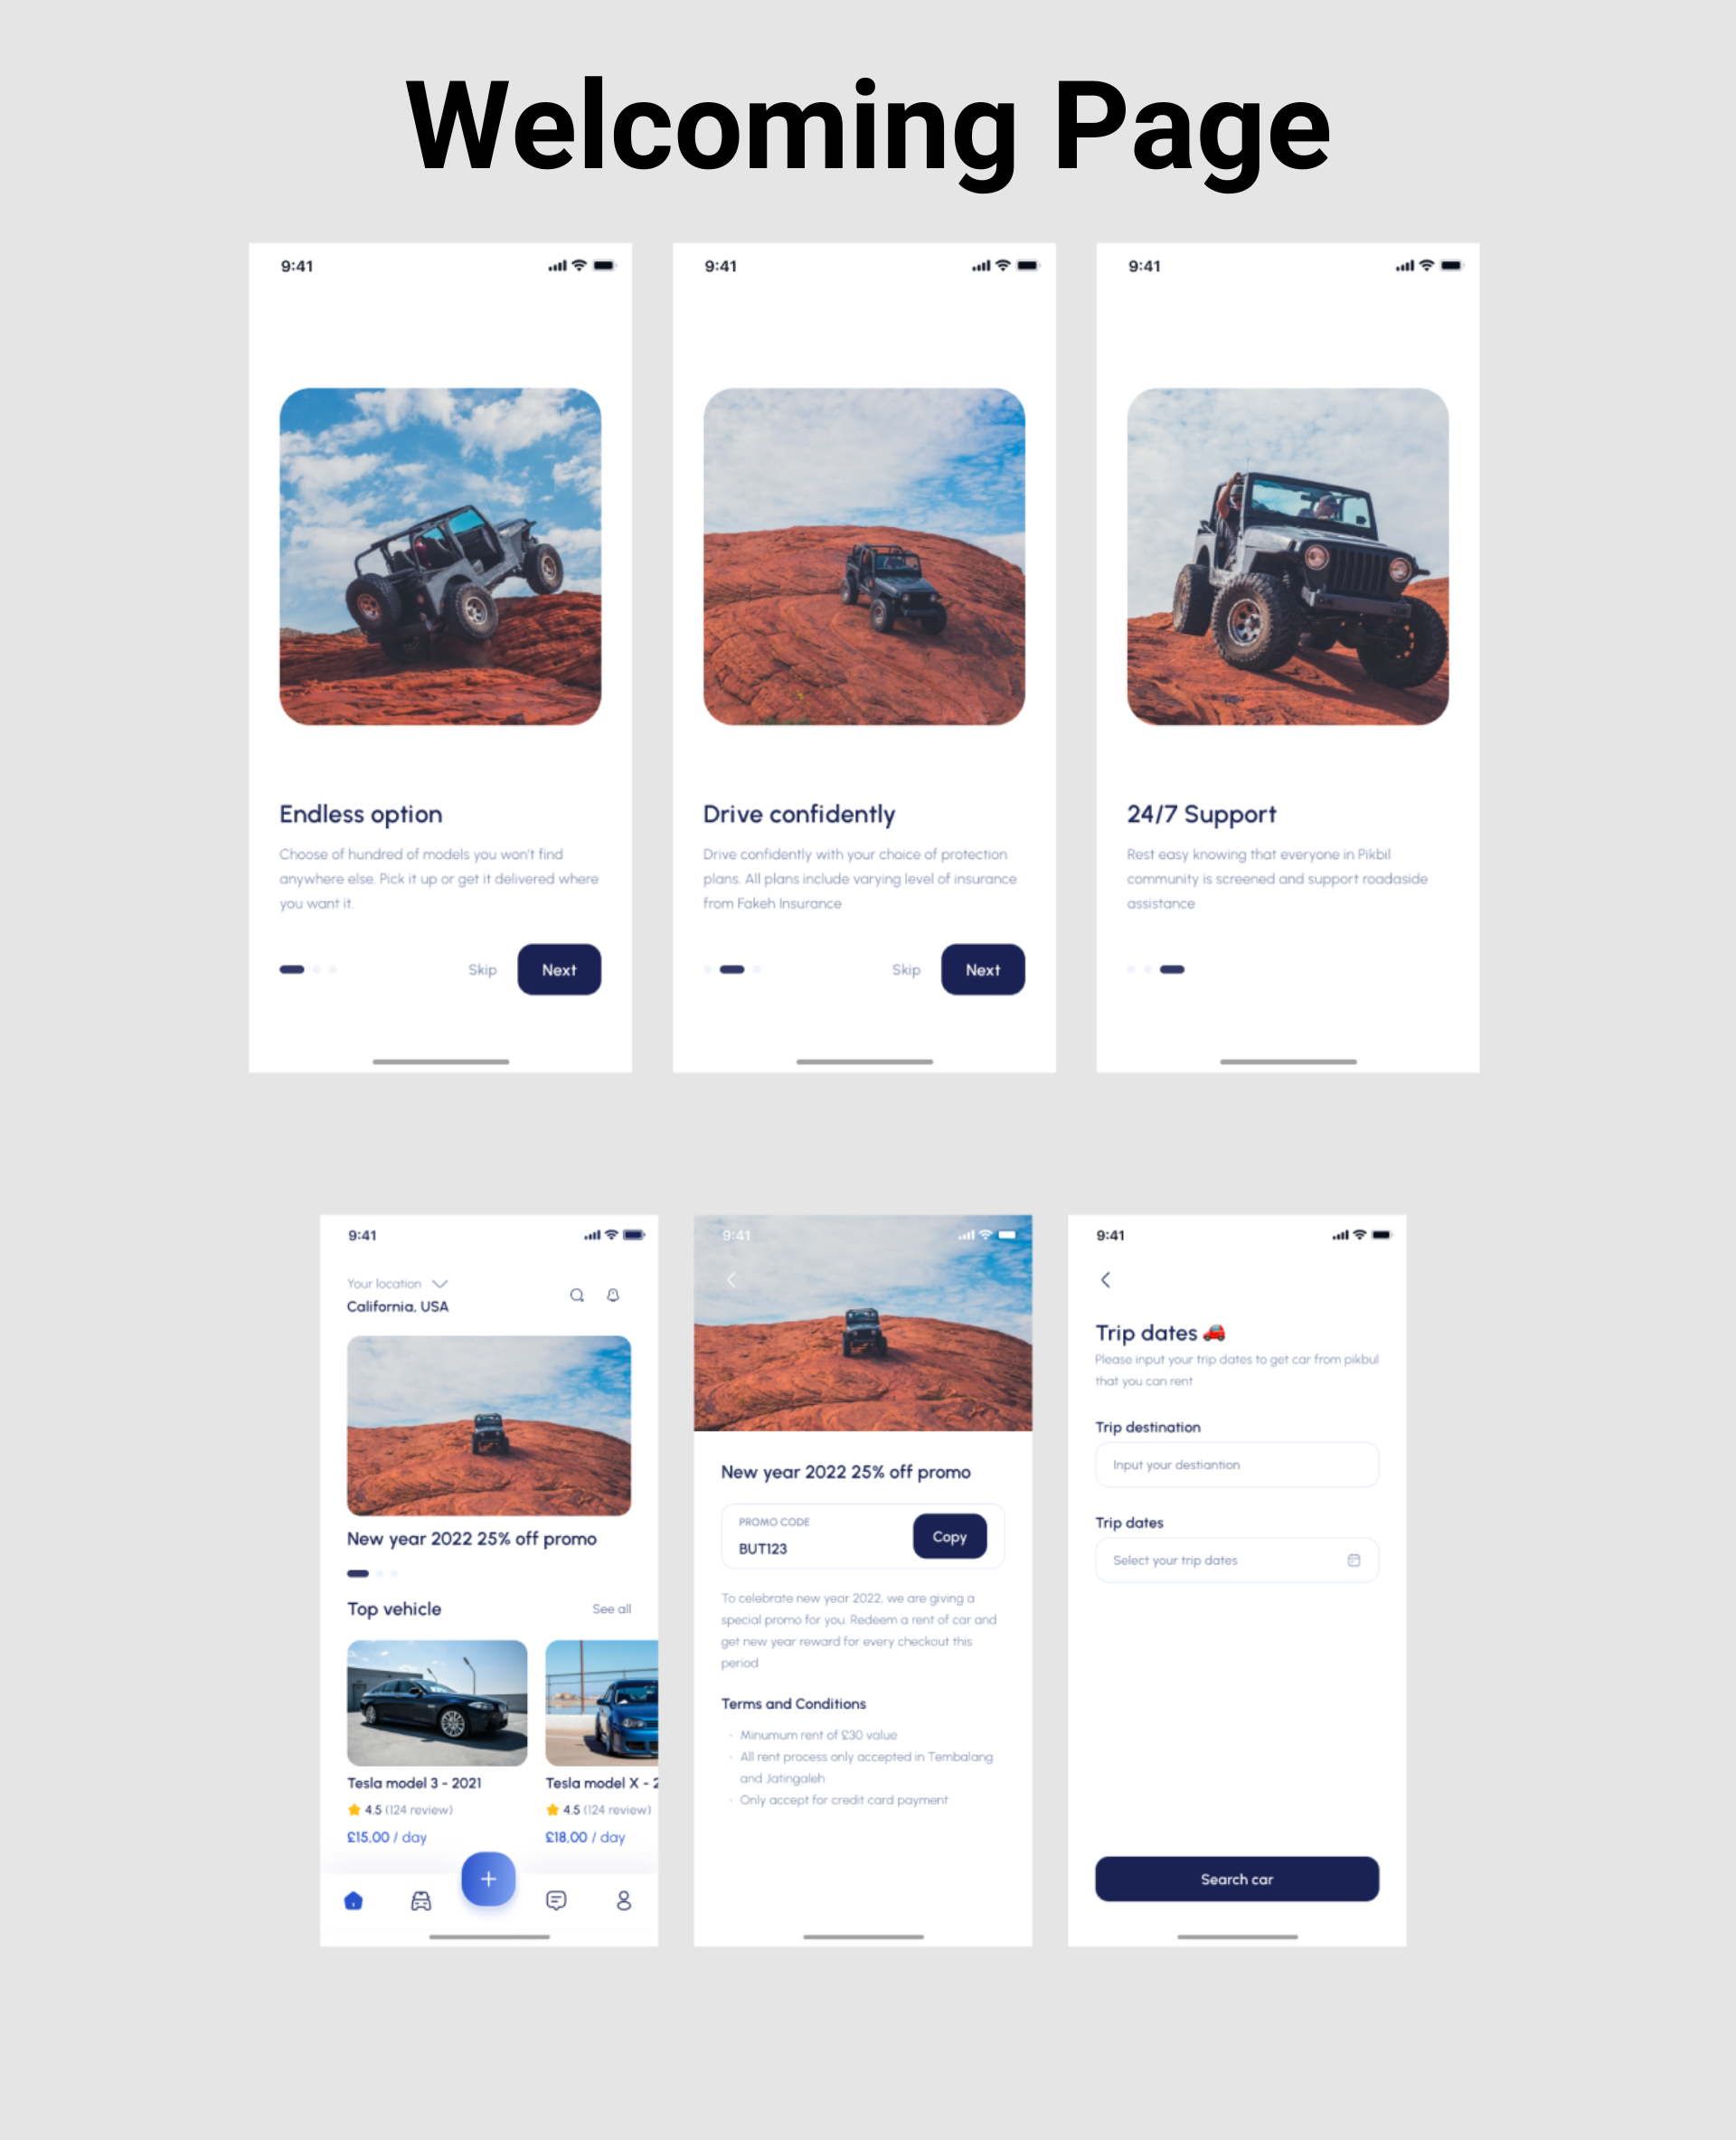 Welcoming Page
9:41
Endless option
Choose of hundred of models you won't find
anywhere else. Pick it up or get it delivered where
you want it.
Skip
Next
9:41
Drive confidently
Drive confidently with your choice of protection
plans. All plans include varying level of insurance
from Fakeh Insurance
Skip
Next
9:41
24/7 Support
Rest easy knowing that everyone in Pikbil
community is screened and support roadaside
assistance
9:41
Your location
California, USA
New year 2022 25% off promo
Top vehicle
See all
Tesla model 3 - 2021
4.5 (124 review)
£15,00 / day
Tesla model X - 2
4.5 (124 review)
£18,00 / day
9:41
New year 2022 25% off promo
PROMO CODE
BUT123
Copy
To celebrate new year 2022, we are giving a
special promo for you. Redeem a rent of car and
get new year reward for every checkout this
period
Terms and Conditions
· Minumum rent of £30 value
· All rent process only accepted in Tembalang
and Jatingaleh
· Only accept for credit card payment
9:41
Trip dates
Please input your trip dates to get car from pikbul
that you can rent
Trip destination
Input your destiantion
Trip dates
Select your trip dates
Search car